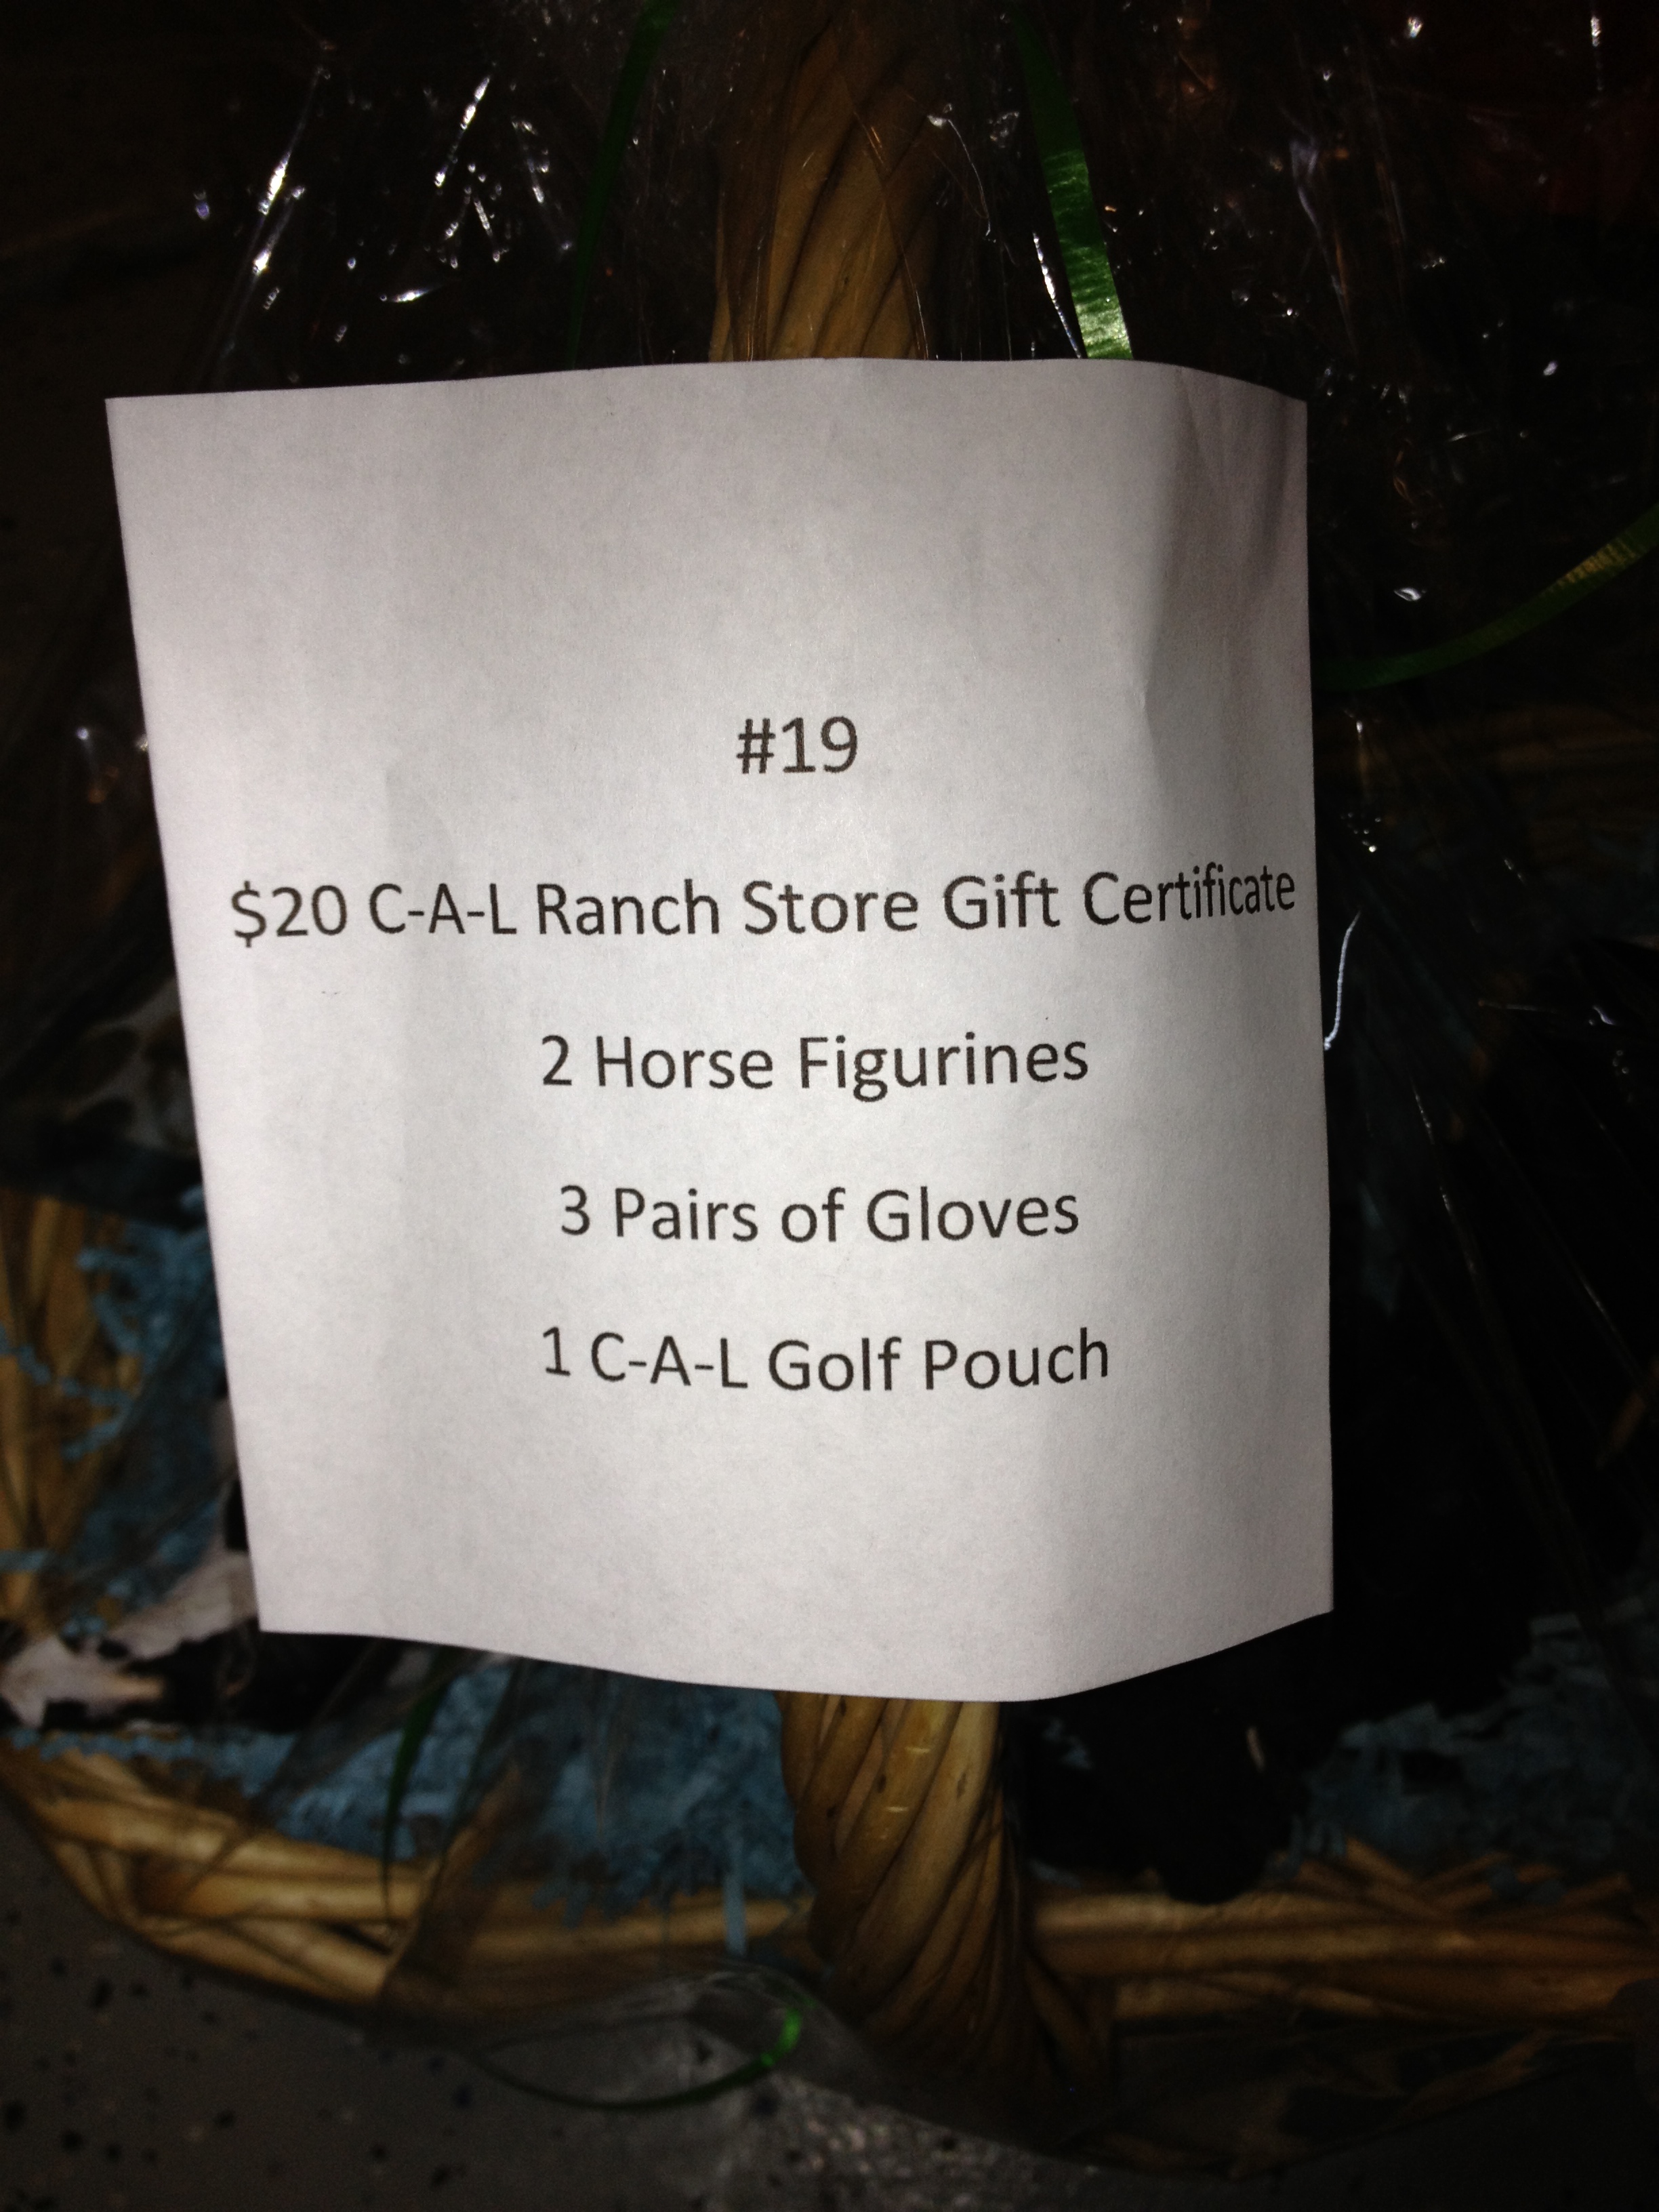 #19
$20 C-A-L Ranch Store Gift Certificate
2 Horse Figurines
3 Pairs of Gloves
1 C-A-L Golf Pouch